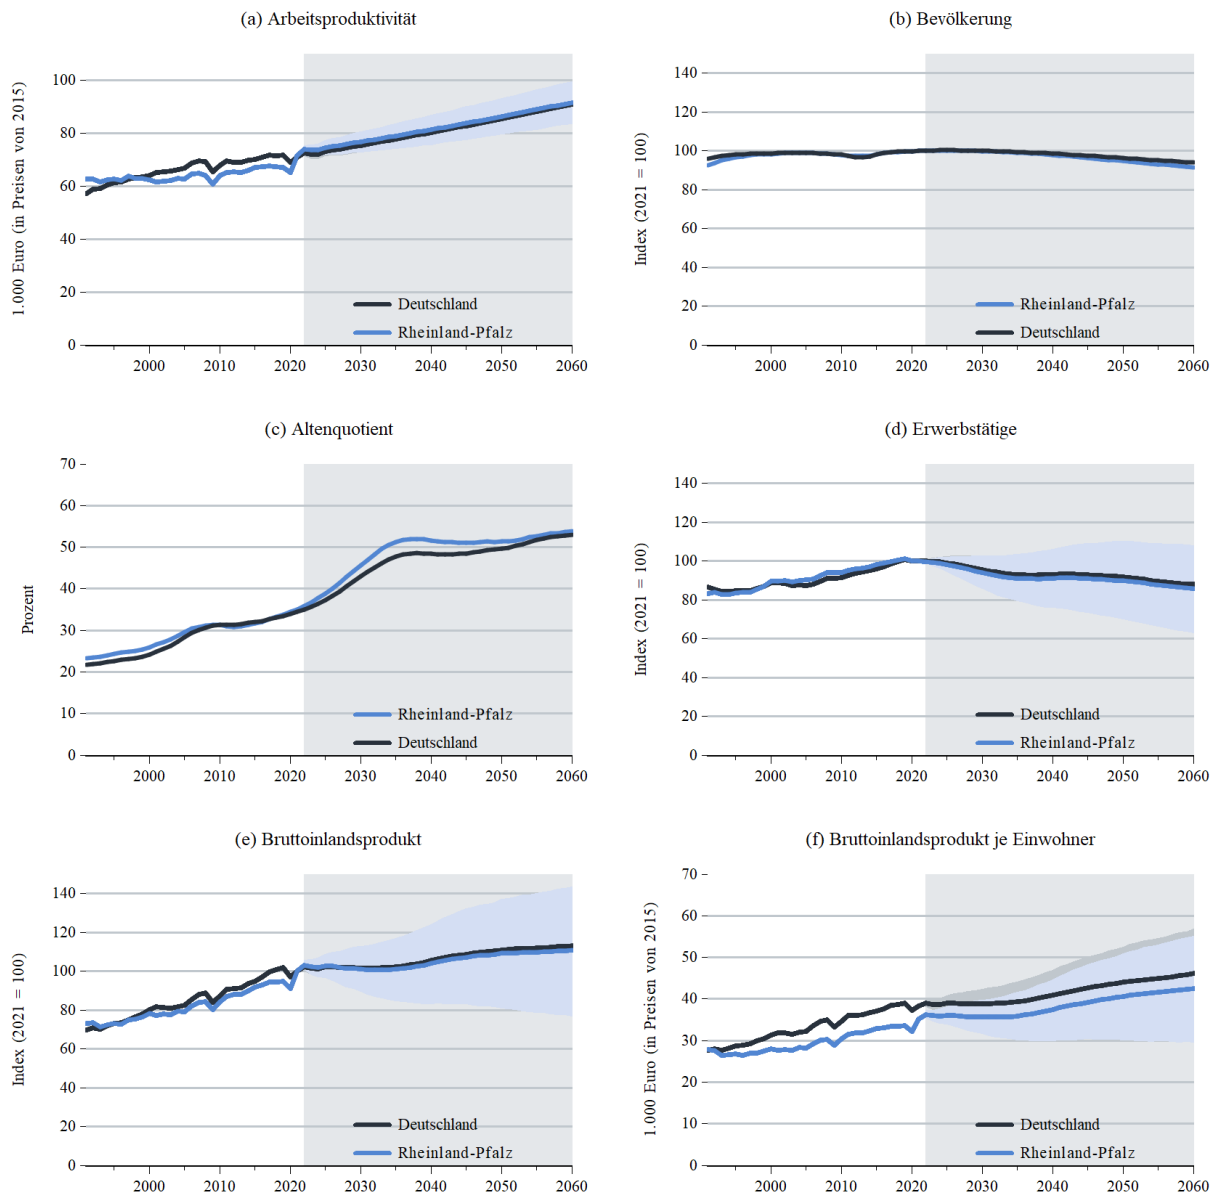 (a) Arbeitsproduktivität
1.000 Euro (in Preisen von 2015)
100
80
60
40
20
0
Deutschland
Rheinland-Pfalz
2000 2010 2020 2030 2040 2050 2060
(b) Bevölkerung
Index (2021 = 100)
140
120
100
80
60
40
20
0
Rheinland-Pfalz
Deutschland
2000 2010 2020 2030 2040 2050 2060
(c) Altenquotient
Prozent
70
60
50
40
30
20
10
0
Rheinland-Pfalz
Deutschland
2000 2010 2020 2030 2040 2050 2060
(d) Erwerbstätige
Index (2021 = 100)
140
120
100
80
60
40
20
0
Deutschland
Rheinland-Pfalz
2000 2010 2020 2030 2040 2050 2060
(e) Bruttoinlandsprodukt
Index (2021 = 100)
140
120
100
80
60
40
20
0
Deutschland
Rheinland-Pfalz
2000 2010 2020 2030 2040 2050 2060
(f) Bruttoinlandsprodukt je Einwohner
1.000 Euro (in Preisen von 2015)
70
60
50
40
30
20
10
0
Deutschland
Rheinland-Pfalz
2000 2010 2020 2030 2040 2050 2060